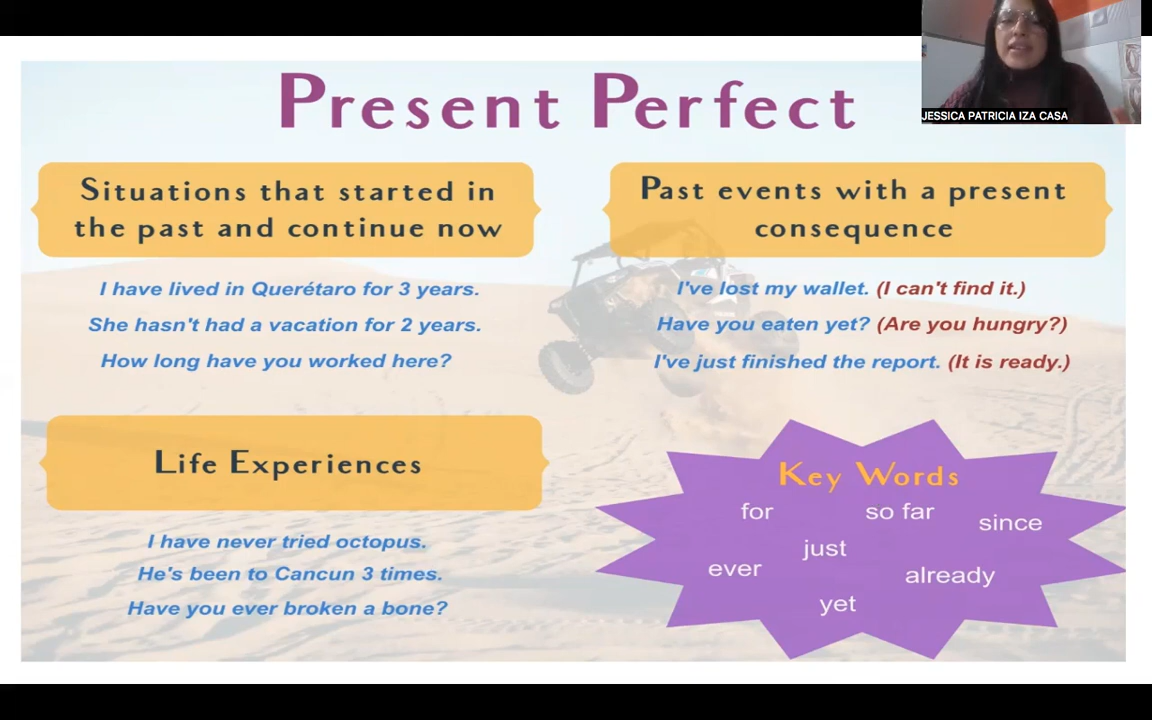 Present Perfect
JESSICA PATRICIA IZA CASA
Situations that started in
the past and continue now
I have lived in Querétaro for 3 years.
She hasn't had a vacation for 2 years.
How long have you worked here?
Past events with a present
consequence
I've lost my wallet. (I can't find it.)
Have you eaten yet? (Are you hungry?)
I've just finished the report. (It is ready.)
Life Experiences
I have never tried octopus.
He's been to Cancun 3 times.
Have you ever broken a bone?
Key Words
for
so far
since
just
ever
already
yet